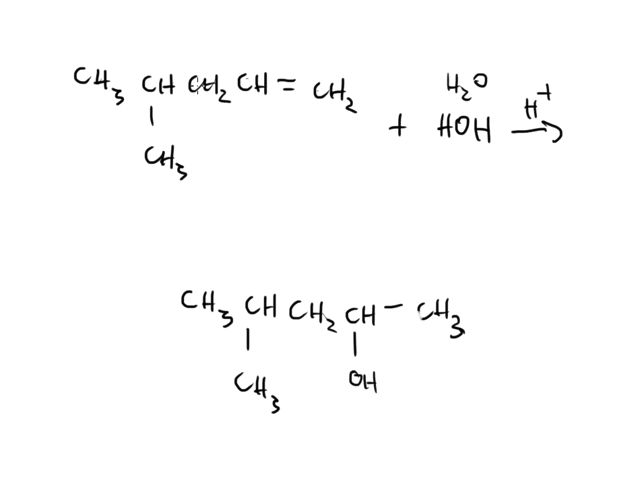 CH₃ CH CH₂ CH = CH₂ + HOH H⁺ →
H₂O
CH₃
CH₃ CH CH₂ CH — CH₃
CH₃ OH